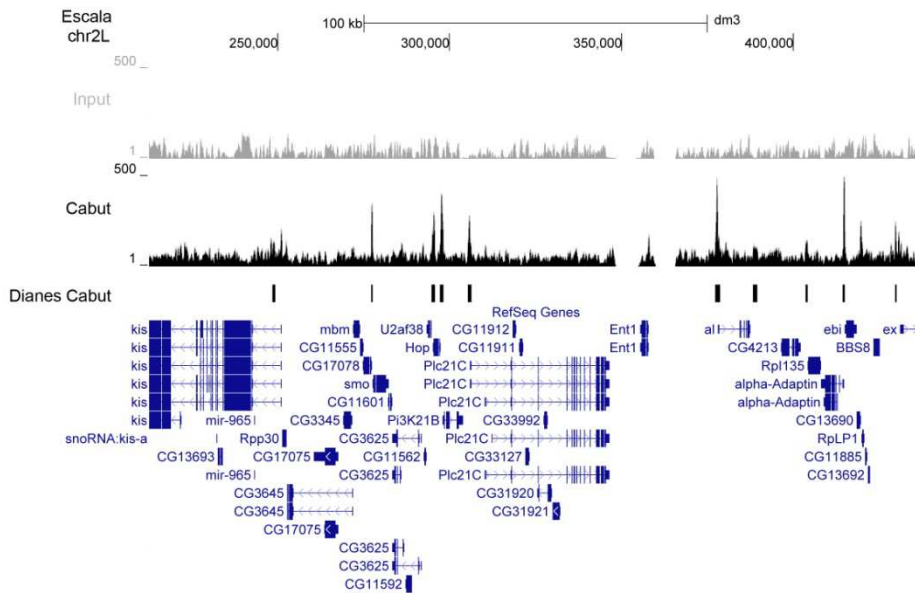 Escala 100 kb dm3
chr2L 250,000 300,000 350,000 400,000
500
Input
1
500
Cabut
1
Dianes Cabut
RefSeq Genes
kis mbm U2af38 CG11912 Ent1 al ebi ex
kis CG11555 Hop CG11911 Ent1 CG4213 BBS8
kis CG17078 Plc21C RpI135
kis smo Plc21C alpha-Adaptin
kis CG11601 Plc21C alpha-Adaptin
kis mir-965 CG3345 Pi3K21B CG33992 CG13690
snoRNA:kis-a Rpp30 CG3625 Plc21C RpLP1
CG13693 CG17075 CG11562 CG33127 CG11885
mir-965 CG3625 Plc21C CG13692
CG3645 CG31920
CG3645 CG31921
CG17075
CG3625
CG3625
CG11592